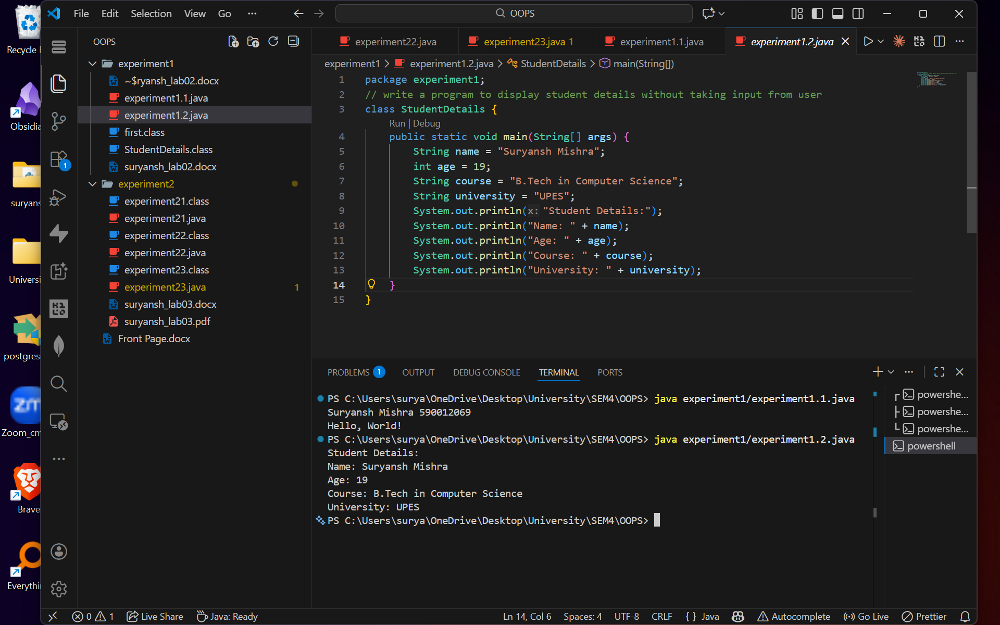 File Edit Selection View Go ··· OOPS
Recycle
OOPS
experiment22.java experiment23.java 1 experiment1.1.java experiment1.2.java
experiment1 > experiment1.2.java > StudentDetails > main(String[])
experiment1
~$ryansh_lab02.docx
experiment1.1.java
experiment1.2.java
first.class
StudentDetails.class
suryansh_lab02.docx
experiment2
experiment21.class
experiment21.java
experiment22.class
experiment22.java
experiment23.class
experiment23.java 1
suryansh_lab03.docx
suryansh_lab03.pdf
Front Page.docx
1
Obsidia
suryans
Universi
postgres
Zoom_cm
Brave
Everythi
1 package experiment1;
2 // write a program to display student details without taking input from user
3 class StudentDetails {
Run | Debug
4 public static void main(String[] args) {
5 String name = "Suryansh Mishra";
6 int age = 19;
7 String course = "B.Tech in Computer Science";
8 String university = "UPES";
9 System.out.println(x: "Student Details:");
10 System.out.println("Name: " + name);
11 System.out.println("Age: " + age);
12 System.out.println("Course: " + course);
13 System.out.println("University: " + university);
14 }
15 }
PROBLEMS 1 OUTPUT DEBUG CONSOLE TERMINAL PORTS
PS C:\Users\surya\OneDrive\Desktop\University\SEM4\OOPS> java experiment1/experiment1.1.java
Suryansh Mishra 590012069
Hello, World!
PS C:\Users\surya\OneDrive\Desktop\University\SEM4\OOPS> java experiment1/experiment1.2.java
Student Details:
Name: Suryansh Mishra
Age: 19
Course: B.Tech in Computer Science
University: UPES
PS C:\Users\surya\OneDrive\Desktop\University\SEM4\OOPS>
powershe...
powershe...
powershe...
powershell
0 1 Live Share Java: Ready Ln 14, Col 6 Spaces: 4 UTF-8 CRLF { } Java Autocomplete Go Live Prettier